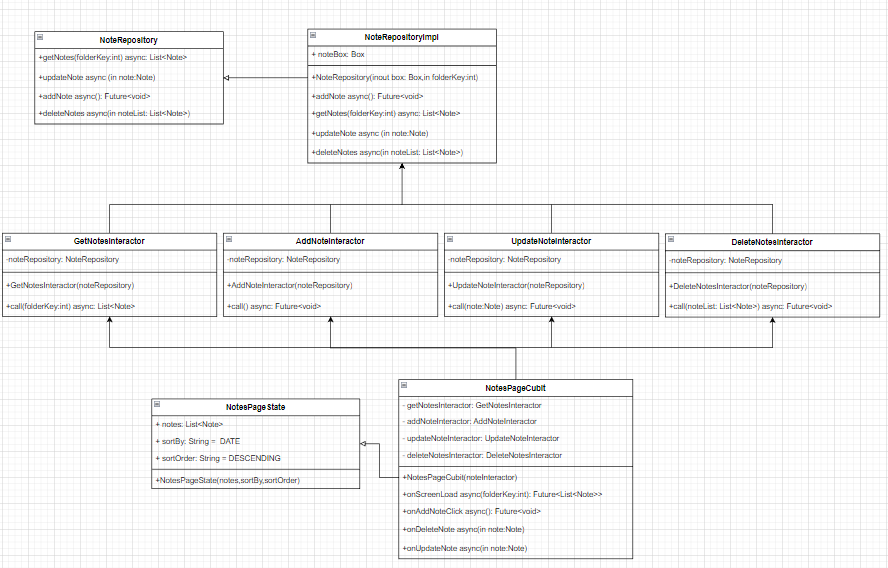 NoteRepository
+getNotes(folderKey:int) async: List<Note>
+updateNote async (in note:Note)
+addNote async(): Future<void>
+deleteNotes async(in noteList: List<Note>)
NoteRepositoryImpl
+ noteBox: Box
+NoteRepository(inout box: Box,in folderKey:int)
+addNote async(): Future<void>
+getNotes(folderKey:int) async: List<Note>
+updateNote async (in note:Note)
+deleteNotes async(in noteList: List<Note>)
GetNotesInteractor
-noteRepository: NoteRepository
+GetNotesInteractor(noteRepository)
+call(folderKey:int) async: List<Note>
AddNoteInteractor
-noteRepository: NoteRepository
+AddNoteInteractor(noteRepository)
+call() async: Future<void>
UpdateNoteInteractor
-noteRepository: NoteRepository
+UpdateNoteInteractor(noteRepository)
+call(note:Note) async: Future<void>
DeleteNotesInteractor
-noteRepository: NoteRepository
+DeleteNotesInteractor(noteRepository)
+call(noteList: List<Note>) async: Future<void>
NotesPageState
+ notes: List<Note>
+ sortBy: String = DATE
+ sortOrder: String = DESCENDING
+NotesPageState(notes,sortBy,sortOrder)
NotesPageCubit
- getNotesInteractor: GetNotesInteractor
- addNoteInteractor: AddNoteInteractor
- updateNoteInteractor: UpdateNoteInteractor
- deleteNotesInteractor: DeleteNotesInteractor
+NotesPageCubit(noteInteractor)
+onScreenLoad async(folderKey:int): Future<List<Note>>
+onAddNoteClick async(): Future<void>
+onDeleteNote async(in note:Note)
+onUpdateNote async(in note:Note)